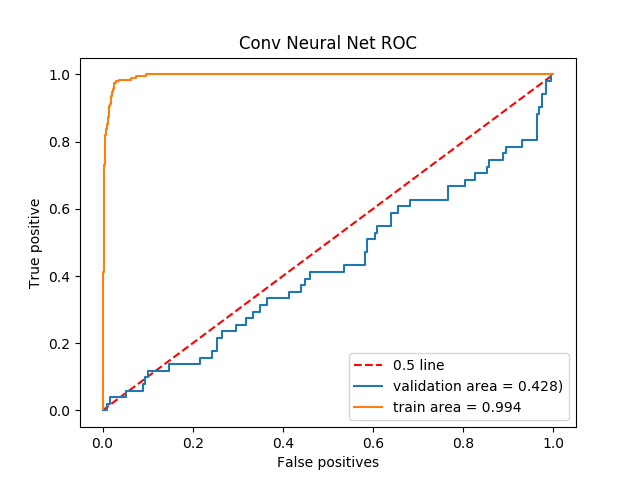 Conv Neural Net ROC
1.0
0.8
0.6
0.4
0.2
0.0
True positive
0.5 line
validation area = 0.428)
train area = 0.994
0.0 0.2 0.4 0.6 0.8 1.0
False positives